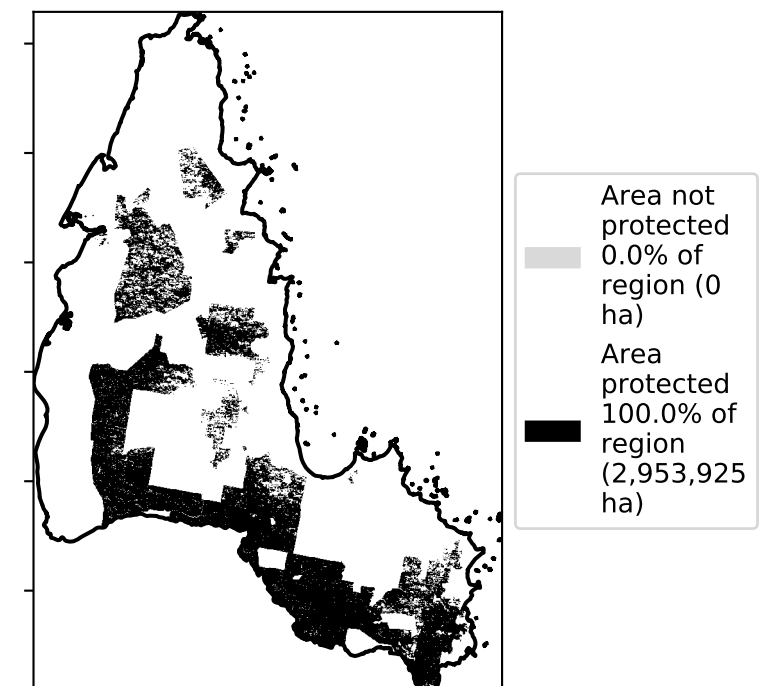 Area not
protected
0.0% of
region (0
ha)
Area
protected
100.0% of
region
(2,953,925
ha)